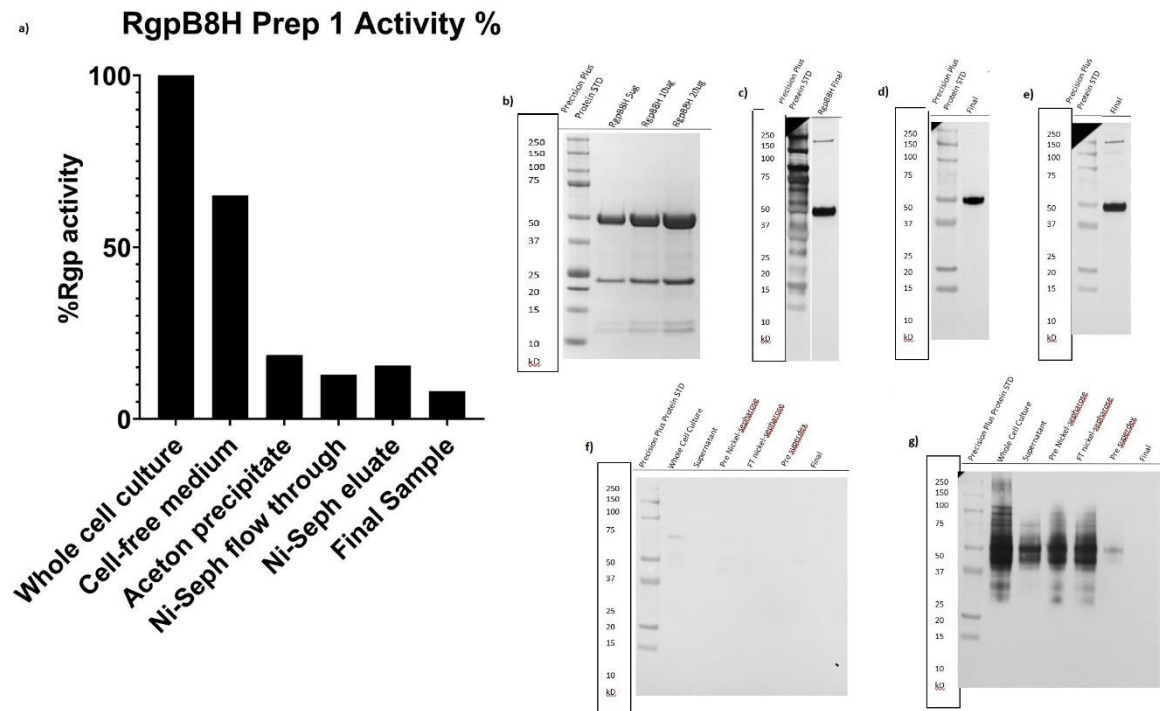 a)
RgpB8H Prep 1 Activity %
%Rgp activity
100
50
0
Whole cell culture
Cell-free medium
Aceton precipitate
Ni-Seph flow through
Ni-Seph eluate
Final Sample
b)
Precision Plus
Protein STD
RgpB8H 5ug
RgpB8H 10ug
RgpB8H 20ug
250
150
100
75
50
37
25
20
15
10
kD
c)
Precision Plus
Protein STD
RgpB8H Final
250
150
100
75
50
37
25
20
15
10
kD
d)
Precision Plus
Protein STD
Final
250
150
100
75
50
37
25
20
15
10
kD
e)
Precision Plus
Protein STD
Final
250
150
100
75
50
37
25
20
15
10
kD
f)
Precision Plus Protein STD
Whole Cell Culture
Supernatant
Pre Nickel-sepharose
FT nickel-sepharose
Pre superdex
Final
250
150
100
75
50
37
25
20
15
10
kD
g)
Precision Plus Protein STD
Whole Cell Culture
Supernatant
Pre Nickel-sepharose
FT nickel-sepharose
Pre superdex
Final
250
150
100
75
50
37
25
20
15
10
kD